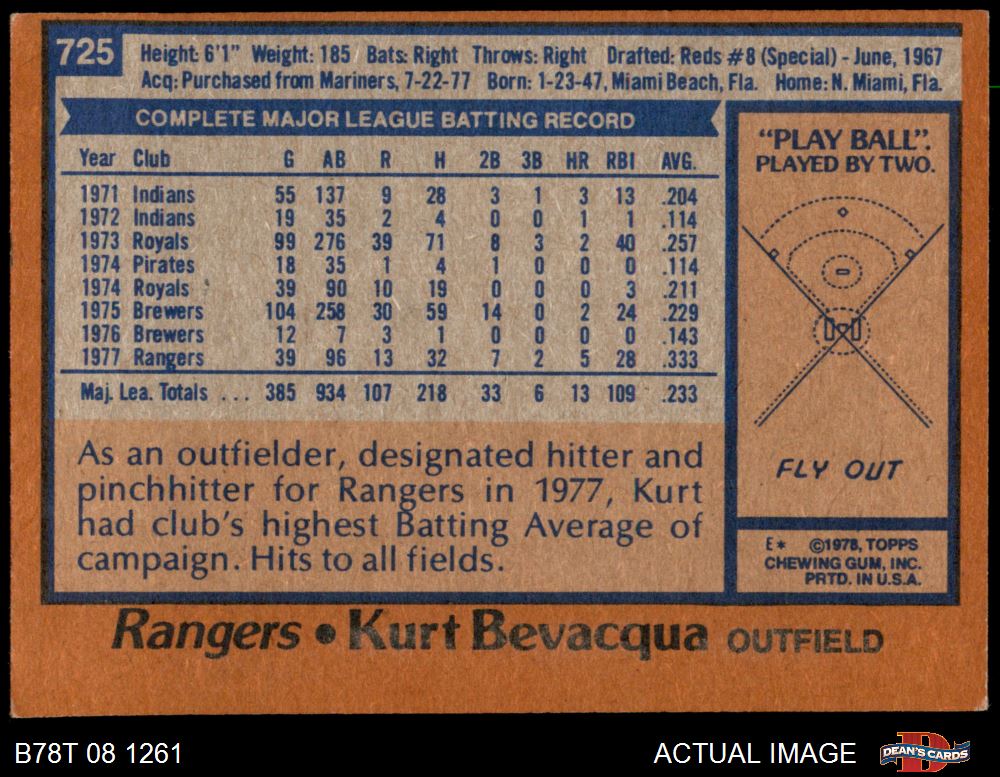 725
Height: 6'1" Weight: 185 Bats: Right Throws: Right Drafted: Reds #8 (Special) - June, 1967
Acq: Purchased from Mariners, 7-22-77 Born: 1-23-47, Miami Beach, Fla. Home: N. Miami, Fla.
COMPLETE MAJOR LEAGUE BATTING RECORD
Year Club G AB R H 2B 3B HR RBI AVG.
1971 Indians 55 137 9 28 3 1 3 13 .204
1972 Indians 19 35 2 4 0 0 1 1 .114
1973 Royals 99 276 39 71 8 3 2 40 .257
1974 Pirates 18 35 1 4 1 0 0 0 .114
1974 Royals 39 90 10 19 0 0 0 3 .211
1975 Brewers 104 258 30 59 14 0 2 24 .229
1976 Brewers 12 7 3 1 0 0 0 0 .143
1977 Rangers 39 96 13 32 7 2 5 28 .333
Maj. Lea. Totals ... 385 934 107 218 33 6 13 109 .233
As an outfielder, designated hitter and
pinchhitter for Rangers in 1977, Kurt
had club's highest Batting Average of
campaign. Hits to all fields.
"PLAY BALL".
PLAYED BY TWO.
FLY OUT
E* ©1978, TOPPS
CHEWING GUM, INC.
PRTD. IN U.S.A.
Rangers • Kurt Bevacqua OUTFIELD
B78T 08 1261
ACTUAL IMAGE
D
DEAN'S CARDS